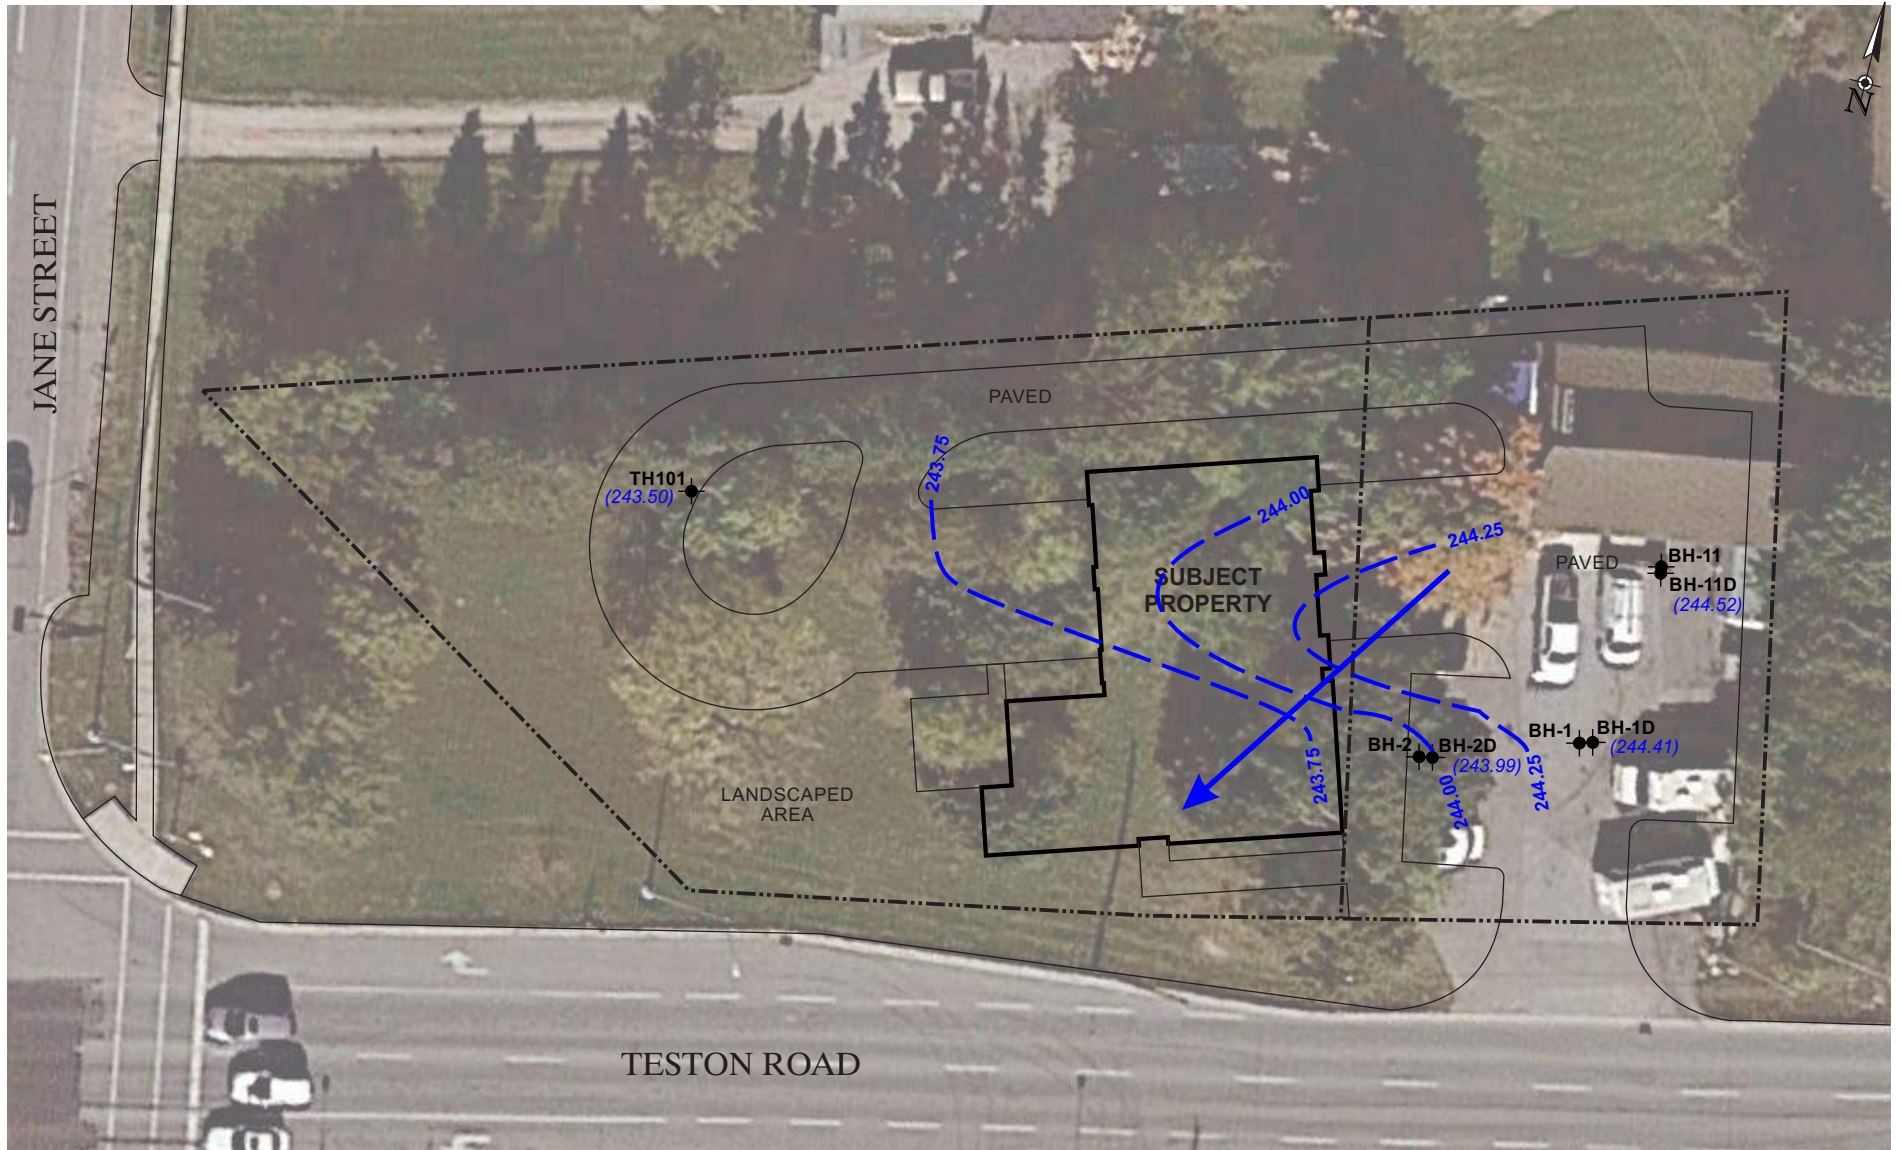 N
JANE STREET
PAVED
243.75
TH101
(243.50)
244.00
244.25
SUBJECT
PROPERTY
PAVED
BH-11
BH-11D
(244.52)
BH-1
BH-1D
(244.41)
BH-2
BH-2D
(243.99)
243.75
244.00
244.25
LANDSCAPED
AREA
TESTON ROAD